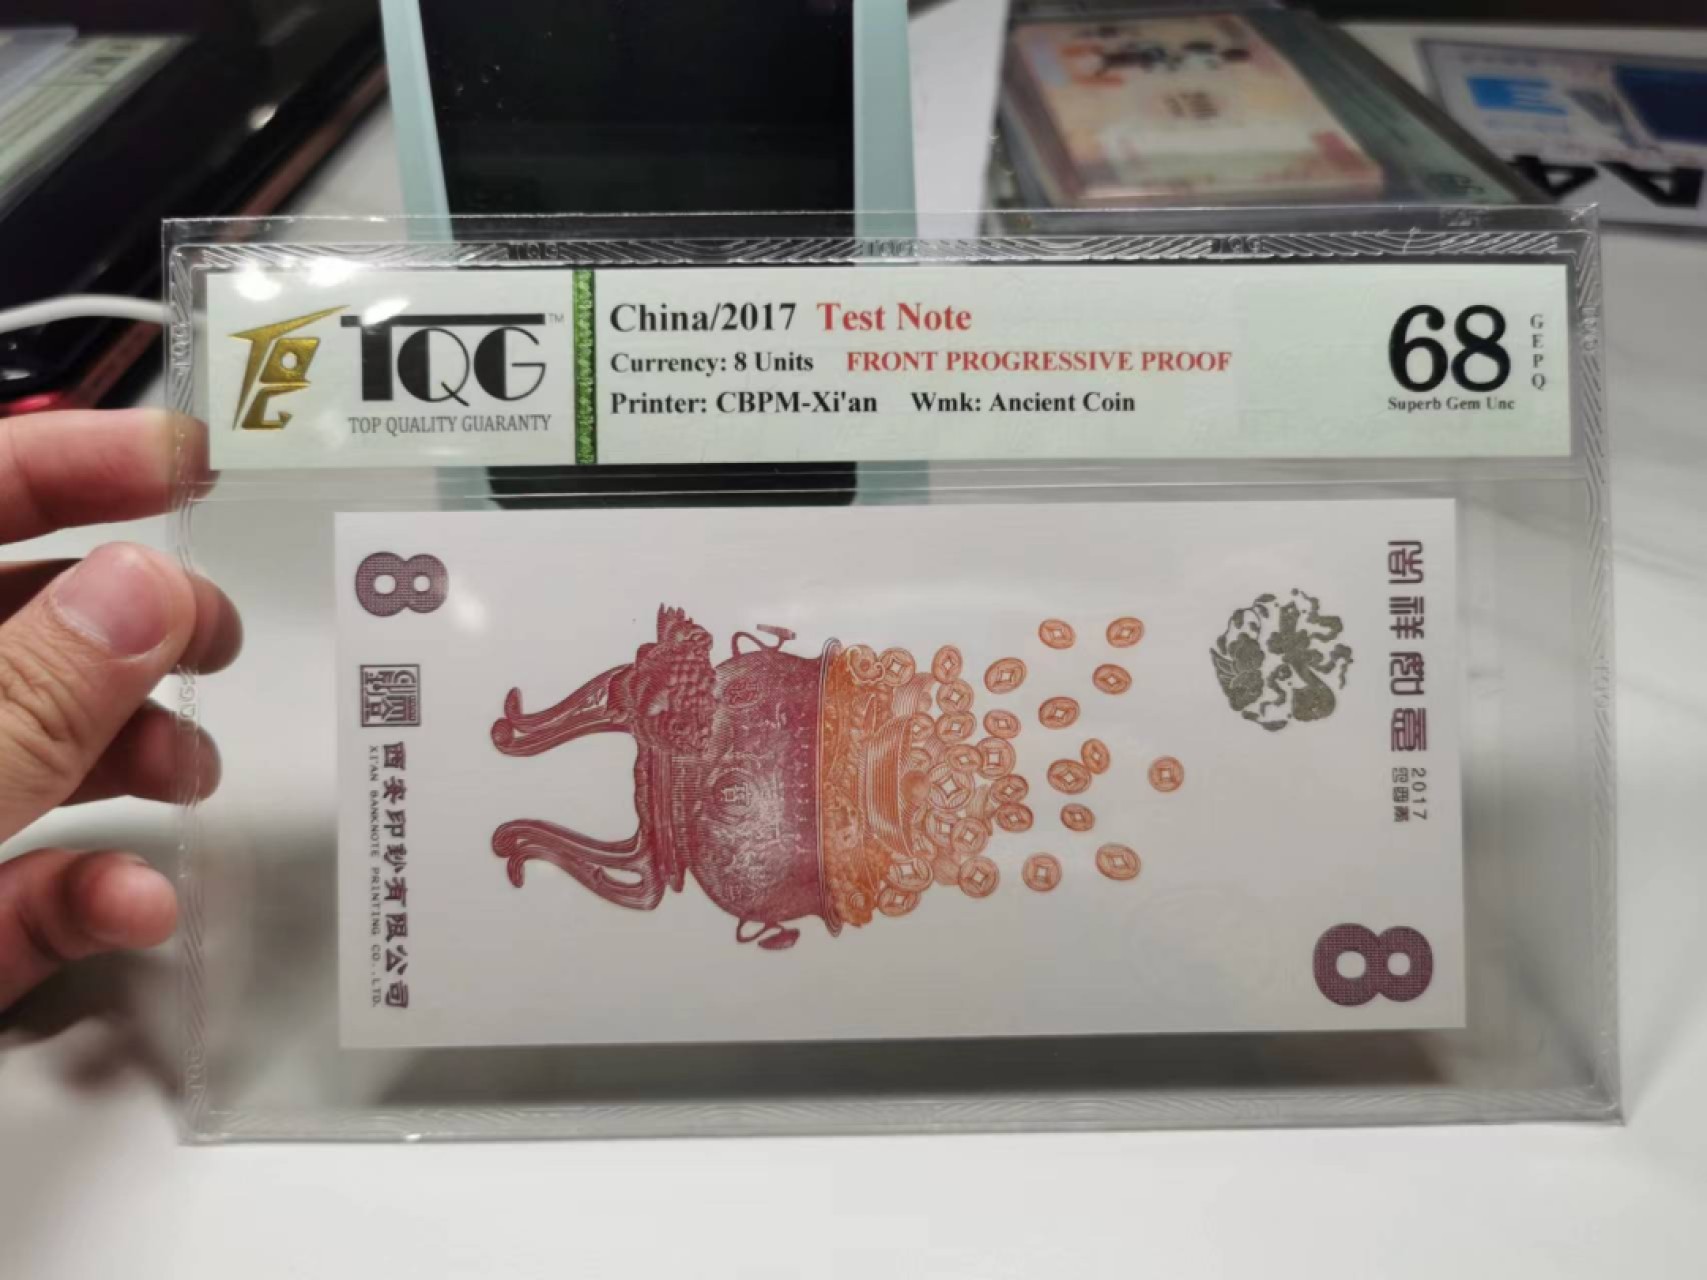 TQG™
TOP QUALITY GUARANTY
China/2017 Test Note
Currency: 8 Units FRONT PROGRESSIVE PROOF
Printer: CBPM-Xi'an Wmk: Ancient Coin
68
GEPQ
Superb Gem Unc
8
西安印钞有限公司
XI'AN BANKNOTE PRINTING CO.,LTD.
2017
8